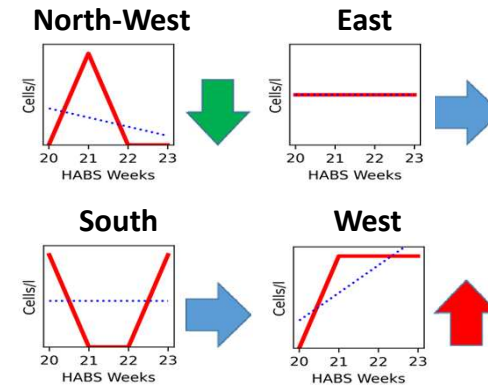 North-West
Cells/l
20 21 22 23
HABS Weeks
East
Cells/l
20 21 22 23
HABS Weeks
South
Cells/l
20 21 22 23
HABS Weeks
West
Cells/l
20 21 22 23
HABS Weeks